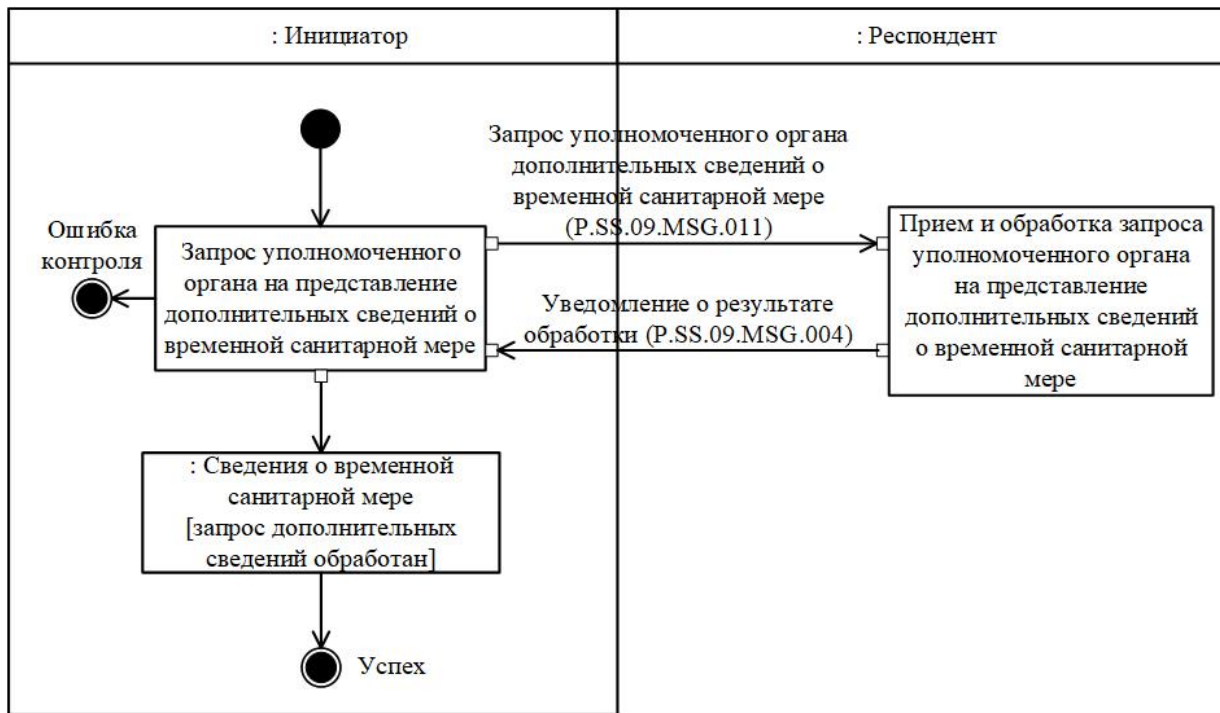 : Инициатор
: Респондент
Запрос уполномоченного органа
дополнительных сведений о
временной санитарной мере
(P.SS.09.MSG.011)
Ошибка
контроля
Запрос уполномоченного
органа на представление
дополнительных сведений о
временной санитарной мере
Уведомление о результате
обработки (P.SS.09.MSG.004)
Прием и обработка запроса
уполномоченного органа
на представление
дополнительных сведений
о временной санитарной
мере
: Сведения о временной
санитарной мере
[запрос дополнительных
сведений обработан]
Успех